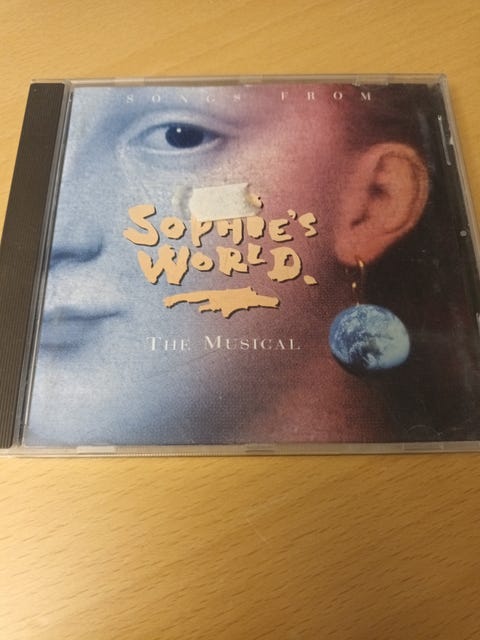 SONGS FROM
SOPHIE'S
WORLD.
THE MUSICAL